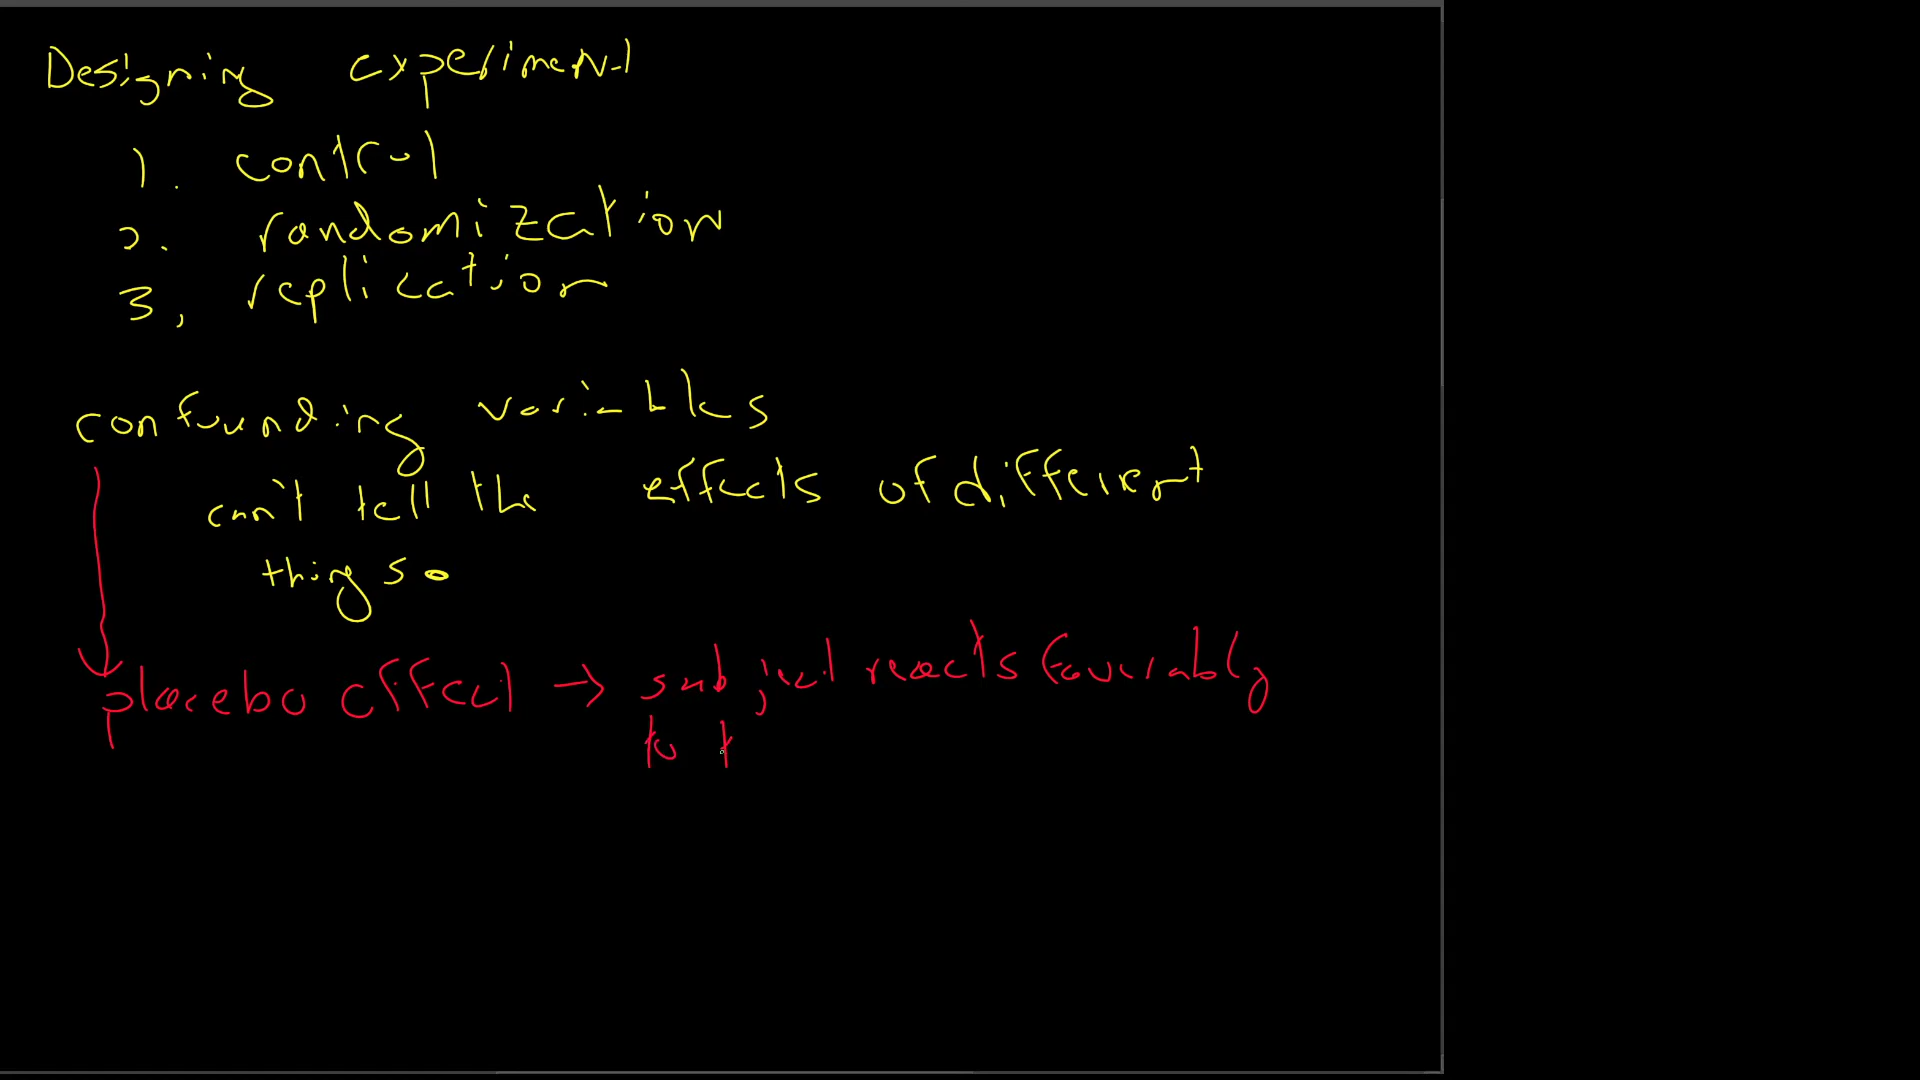 Designing experiment
1. control
2. randomization
3. replication
confounding variables
can't tell the effects of different
things.
placebo effect → subject reacts favorably
to t